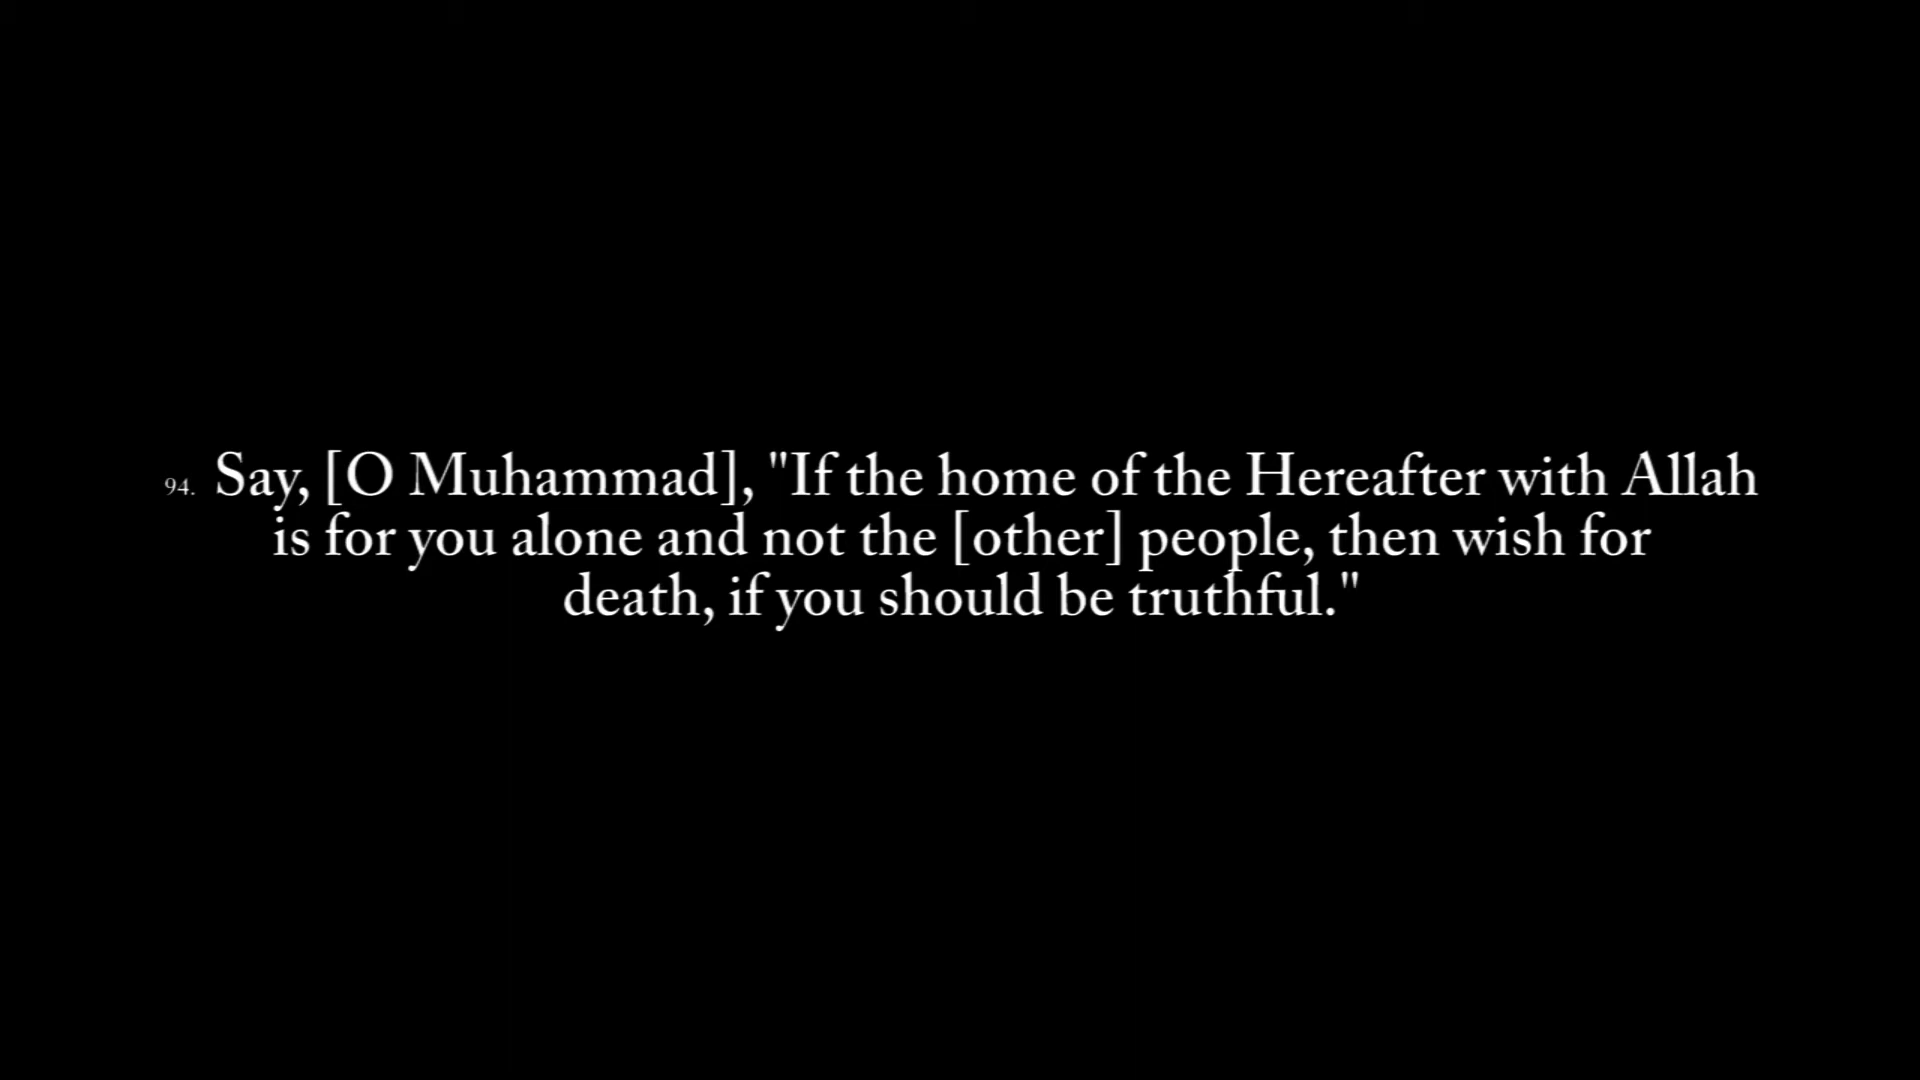 94. Say, [O Muhammad], "If the home of the Hereafter with Allah
is for you alone and not the [other] people, then wish for
death, if you should be truthful."